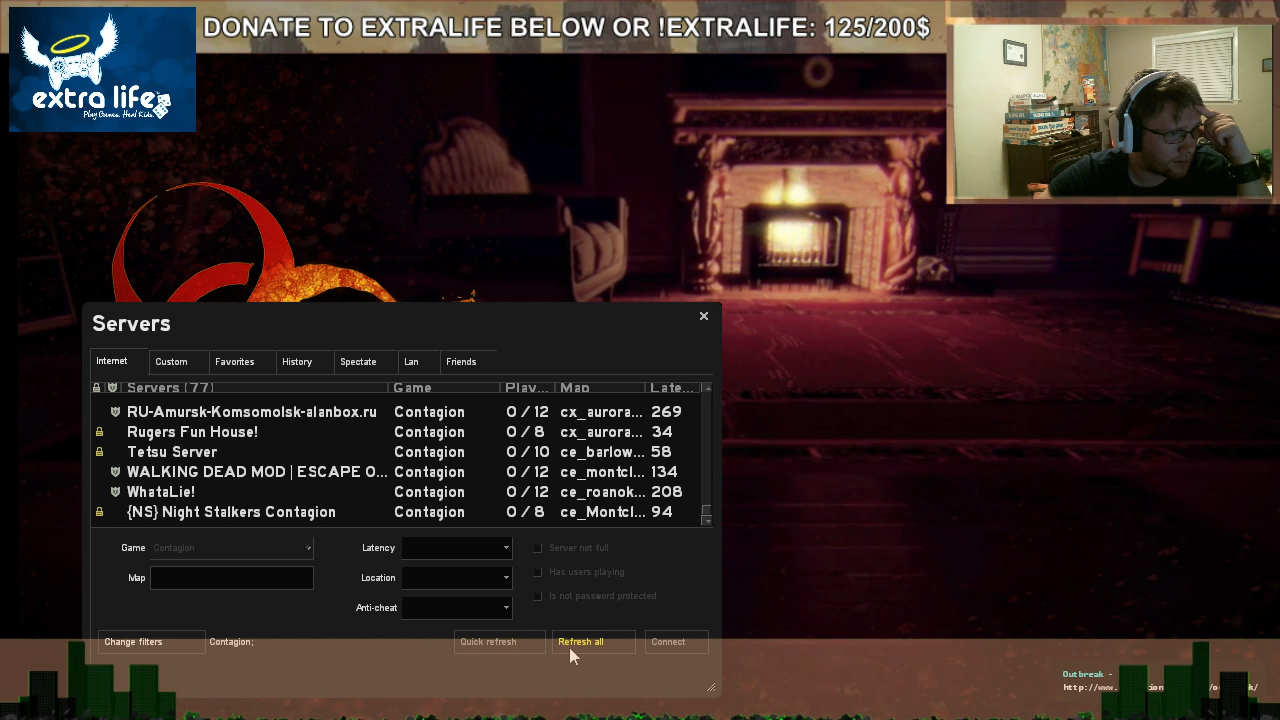 DONATE TO EXTRALIFE BELOW OR !EXTRALIFE: 125/200$
extra life
Play Games. Heal Kids.
Servers
Internet Custom Favorites History Spectate Lan Friends
Servers (77) Game Play... Map Late...
RU-Amursk-Komsomolsk-alanbox.ru Contagion 0 / 12 cx_aurora... 269
Rugers Fun House! Contagion 0 / 8 cx_aurora... 34
Tetsu Server Contagion 0 / 10 ce_barlow... 58
WALKING DEAD MOD | ESCAPE O... Contagion 0 / 12 ce_montcl... 134
WhataLie! Contagion 0 / 12 ce_roanok... 208
{NS} Night Stalkers Contagion Contagion 0 / 8 ce_Montcl... 94
Game Contagion Latency Server not full
Map Location Has users playing
Anti-cheat Is not password protected
Change filters Contagion; Quick refresh Refresh all Connect
Outbreak -
http://www.